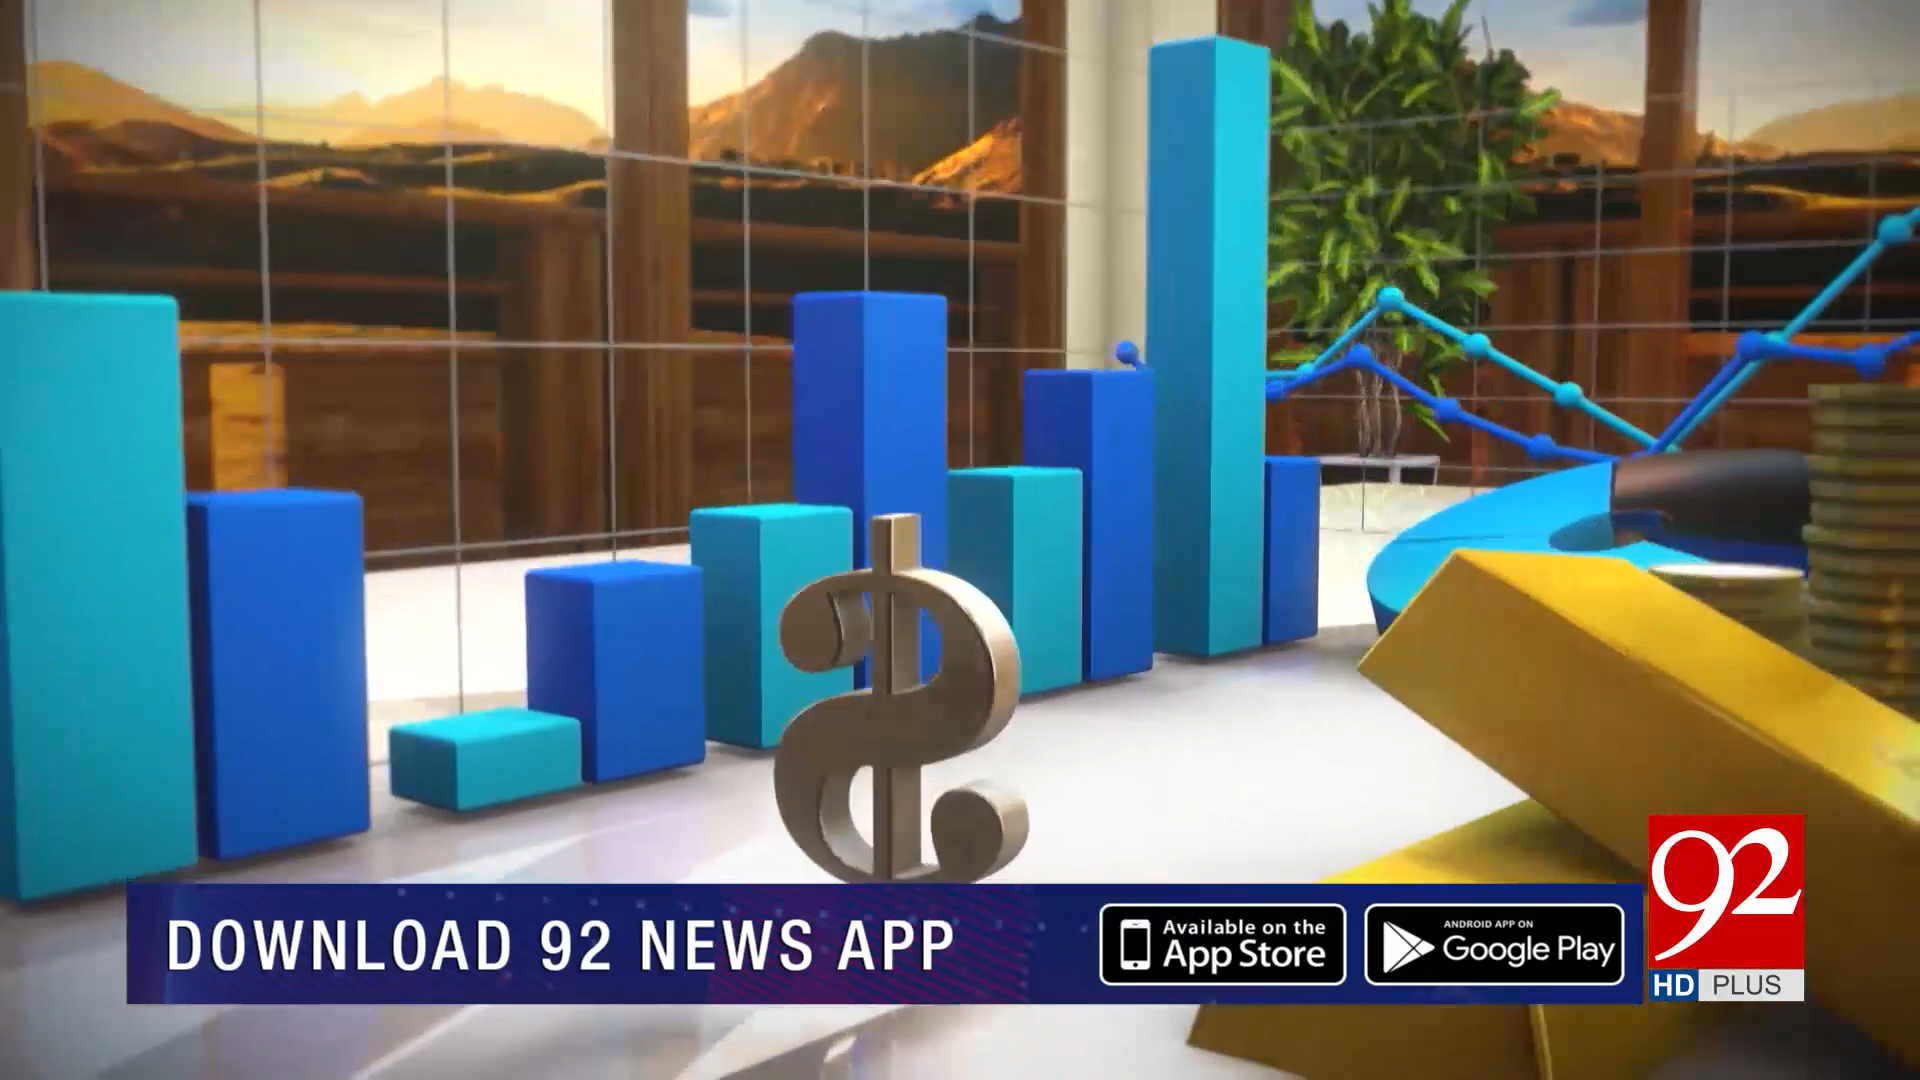 DOWNLOAD 92 NEWS APP
Available on the
App Store
ANDROID APP ON
Google Play
92
HD PLUS